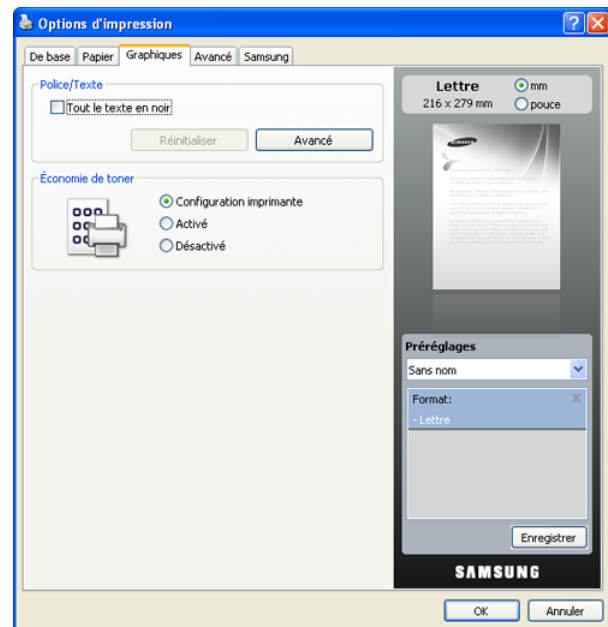 Options d'impression
De base Papier Graphiques Avancé Samsung
Police/Texte
Tout le texte en noir
Réinitialiser Avancé
Économie de toner
Configuration imprimante
Activé
Désactivé
Lettre
216 x 279 mm
mm
pouce
SAMSUNG
Préréglages
Sans nom
Format:
- Lettre
Enregistrer
SAMSUNG
OK Annuler